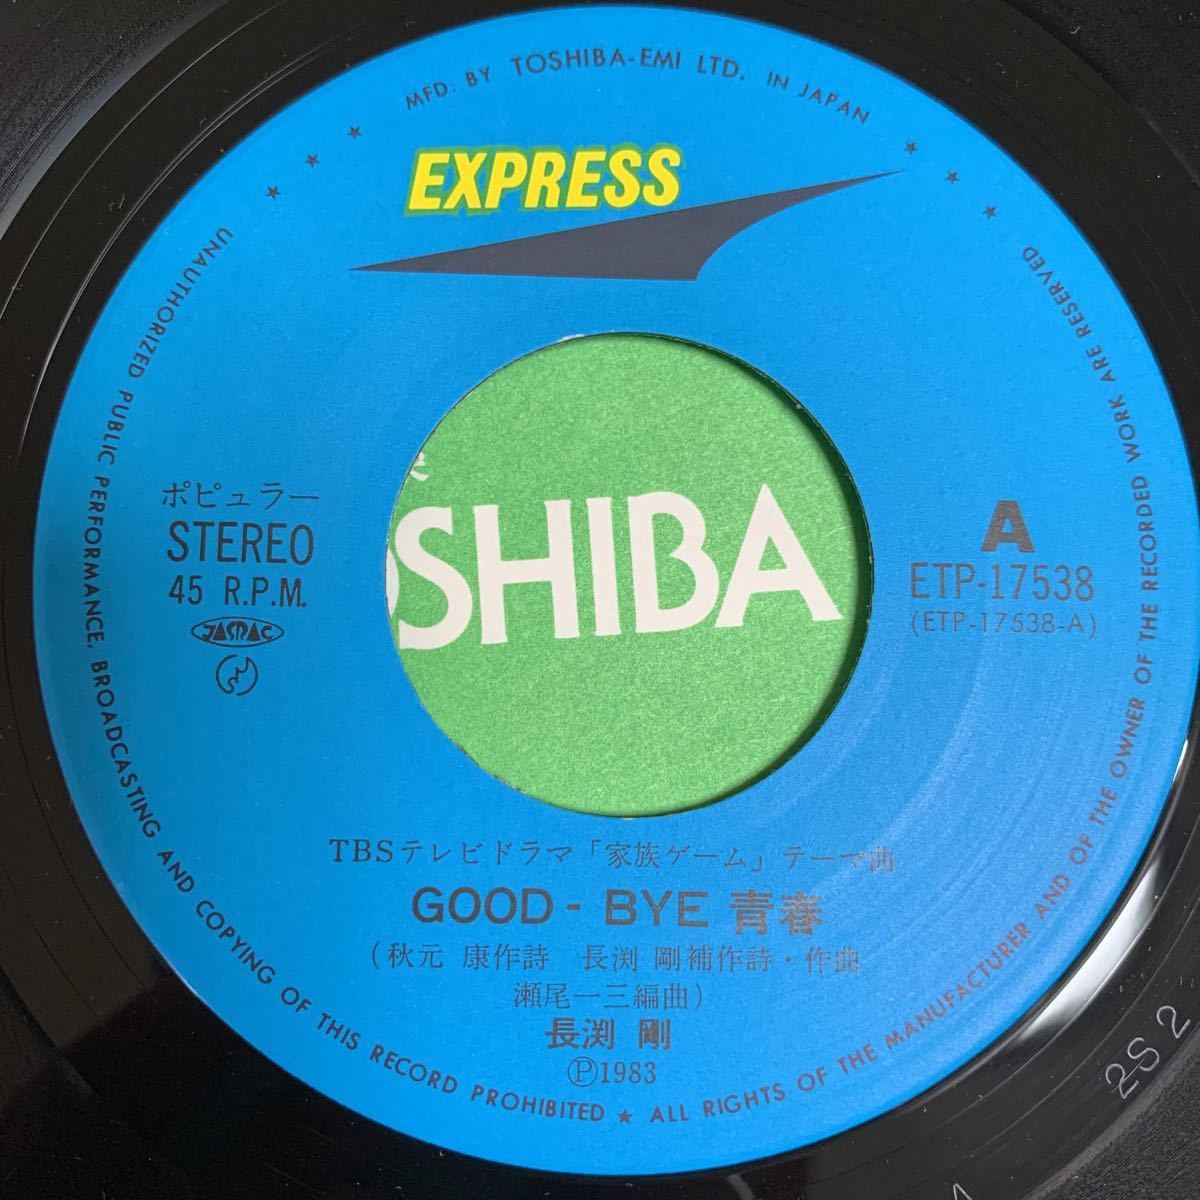 MFD. BY TOSHIBA-EMI LTD. IN JAPAN
EXPRESS
ポピュラー
STEREO
45 R.P.M.
JASRAC
OSHIBA
A
ETP-17538
(ETP-17538-A)
TBSテレビドラマ「家族ゲーム」テーマ曲
GOOD - BYE 青春
(秋元 康作詩 長渕 剛補作詩・作曲
瀬尾一三編曲)
長渕 剛
Ⓟ1983
UNAUTHORIZED PUBLIC PERFORMANCE, BROADCASTING AND COPYING OF THIS RECORD PROHIBITED ★ ALL RIGHTS OF THE MANUFACTURER AND OF THE OWNER OF THE RECORDED WORK ARE RESERVED
2S 2